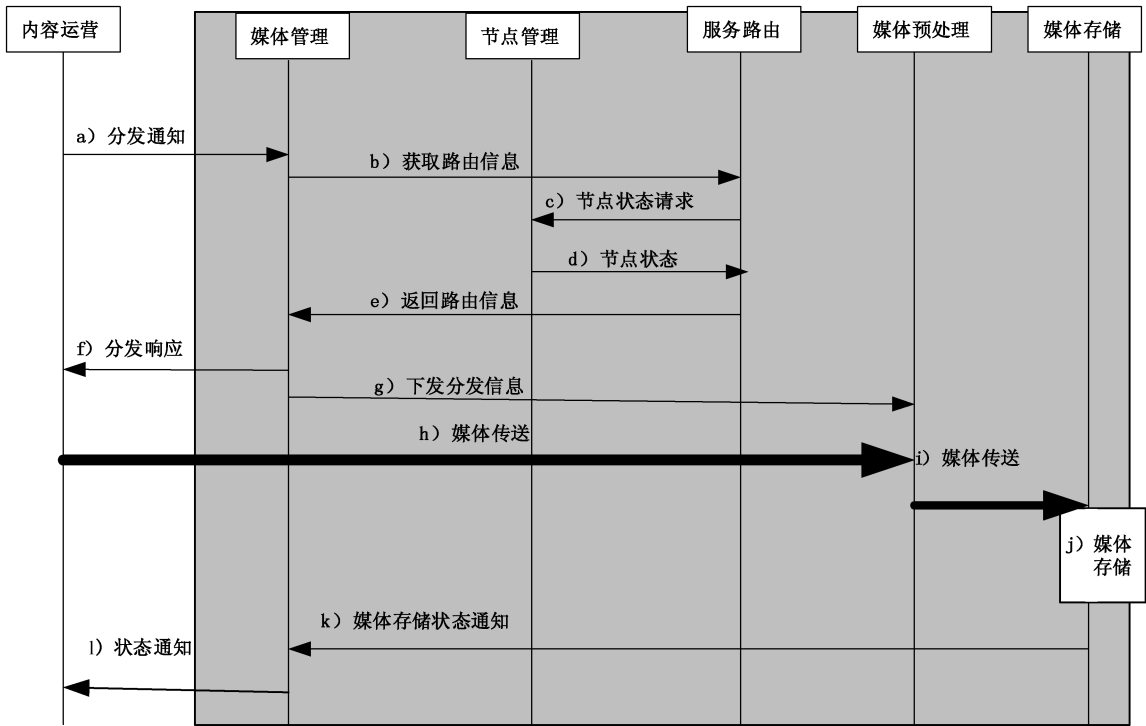 内容运营
媒体管理
节点管理
服务路由
媒体预处理
媒体存储
a）分发通知
b）获取路由信息
c）节点状态请求
d）节点状态
e）返回路由信息
f）分发响应
g）下发分发信息
h）媒体传送
i）媒体传送
j）媒体
存储
k）媒体存储状态通知
l）状态通知